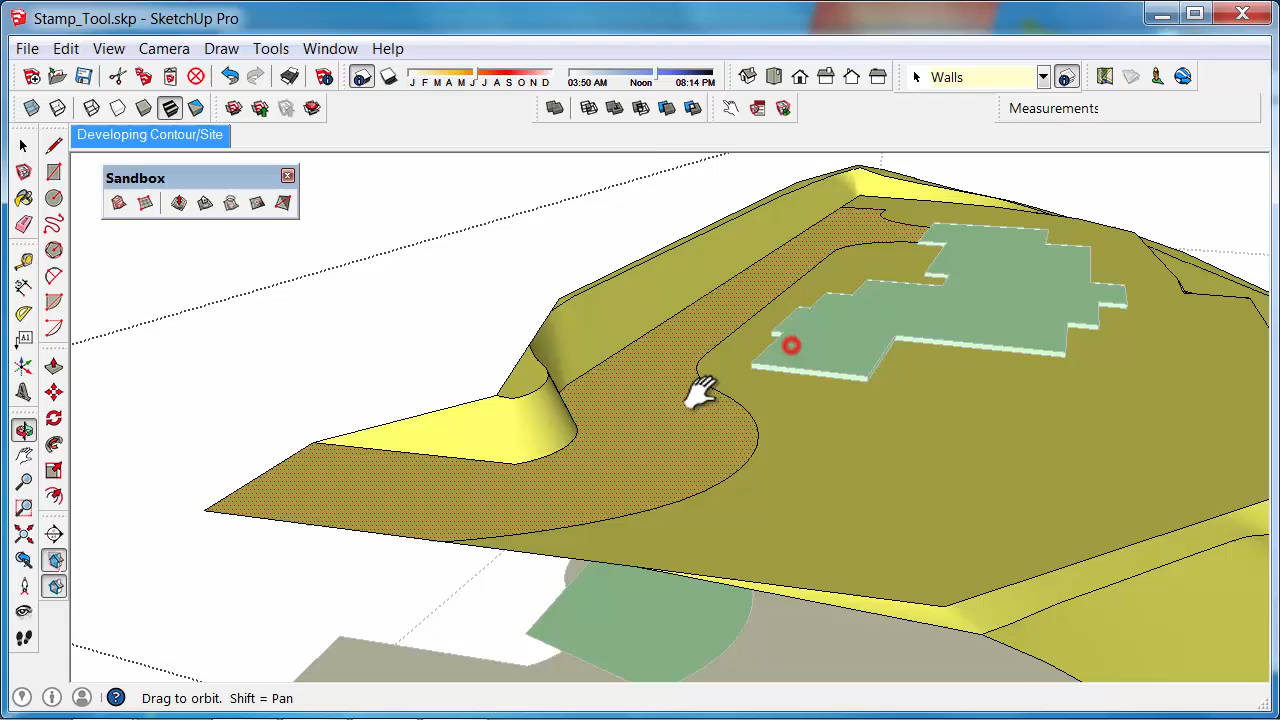 Stamp_Tool.skp - SketchUp Pro
File Edit View Camera Draw Tools Window Help
J F M A M J J A S O N D 03:50 AM Noon 08:14 PM Walls
Measurements
Developing Contour/Site
Sandbox
A1
Drag to orbit. Shift = Pan